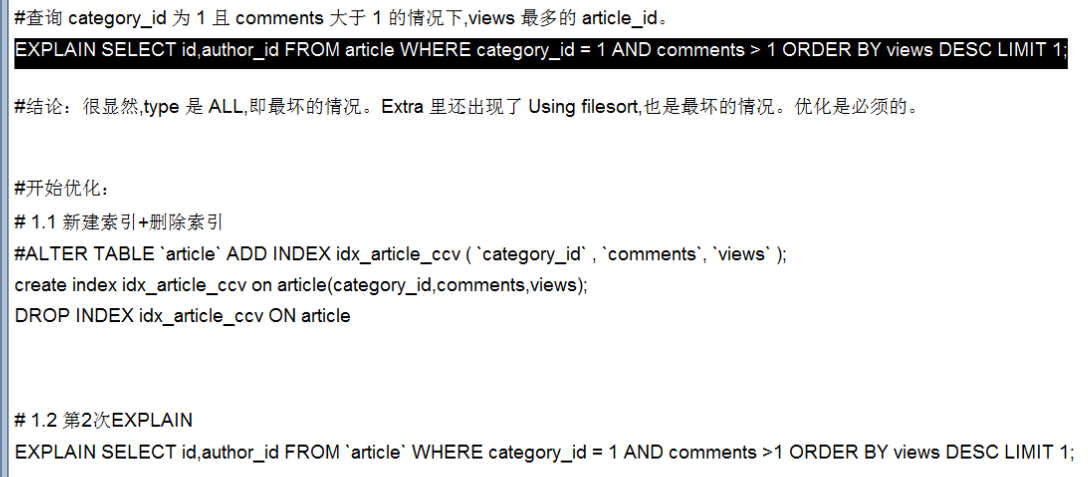 #查询 category_id 为 1 且 comments 大于 1 的情况下,views 最多的 article_id。
EXPLAIN SELECT id,author_id FROM article WHERE category_id = 1 AND comments > 1 ORDER BY views DESC LIMIT 1;
#结论：很显然,type 是 ALL,即最坏的情况。Extra 里还出现了 Using filesort,也是最坏的情况。优化是必须的。
#开始优化：
# 1.1 新建索引+删除索引
#ALTER TABLE `article` ADD INDEX idx_article_ccv ( `category_id` , `comments`, `views` );
create index idx_article_ccv on article(category_id,comments,views);
DROP INDEX idx_article_ccv ON article
# 1.2 第2次EXPLAIN
EXPLAIN SELECT id,author_id FROM `article` WHERE category_id = 1 AND comments >1 ORDER BY views DESC LIMIT 1;